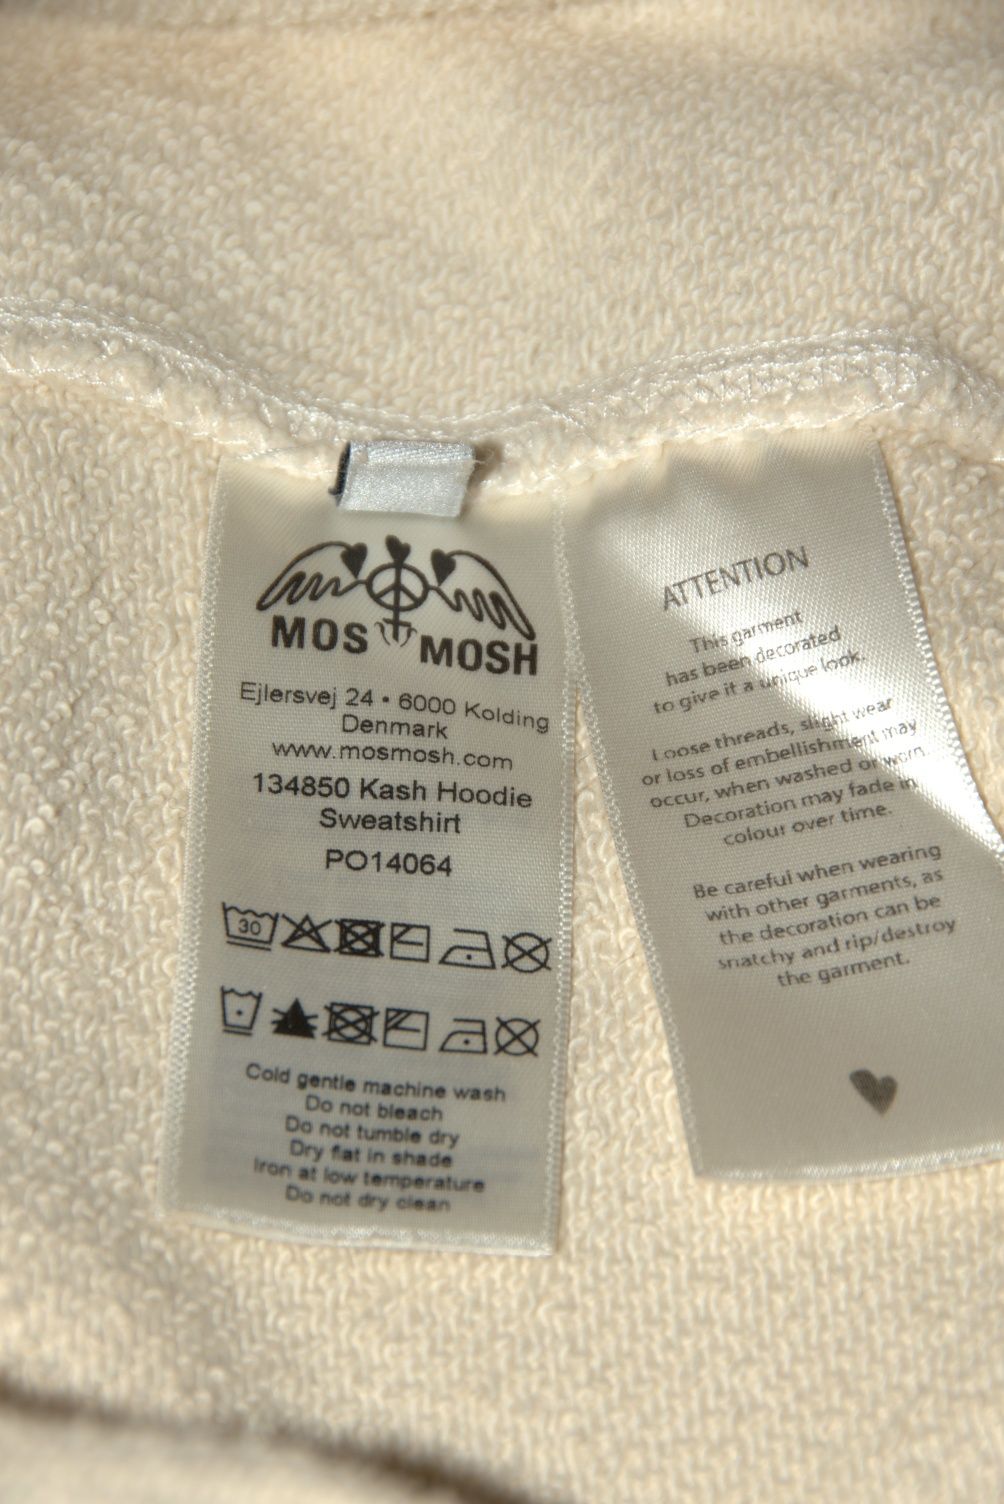 MOS MOSH
Ejlersvej 24 • 6000 Kolding
Denmark
www.mosmosh.com
134850 Kash Hoodie
Sweatshirt
PO14064
30
Cold gentle machine wash
Do not bleach
Do not tumble dry
Dry flat in shade
Iron at low temperature
Do not dry clean
ATTENTION
This garment
has been decorated
to give it a unique look.
Loose threads, slight wear
or loss of embellishment may
occur, when washed or worn.
Decoration may fade in
colour over time.
Be careful when wearing
with other garments, as
the decoration can be
snatchy and rip/destroy
the garment.